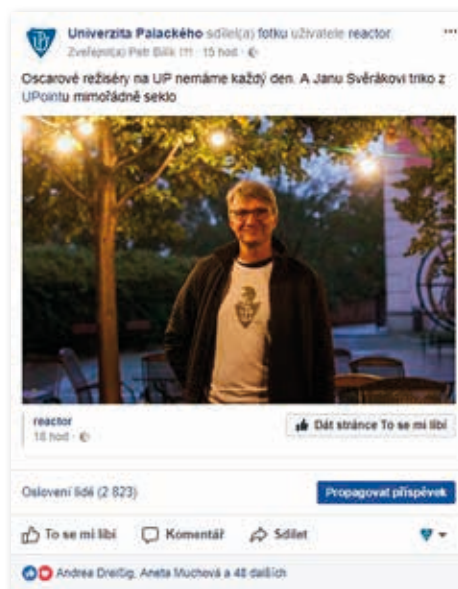 Univerzita Palackého sdílel(a) fotku uživatele reactor.
Zveřejnil(a) Petr Bilík · 15 hod ·
Oscarové režiséry na UP nemáme každý den. A Janu Svěrákovi triko z
UPointu mimořádně seklo
UP
reactor
18 hod ·
Dát stránce To se mi líbí
Oslovení lidé (2 823)
Propagovat příspěvek
To se mi líbí
Komentář
Sdílet
Andrea Dreißig, Aneta Muchová a 48 dalších